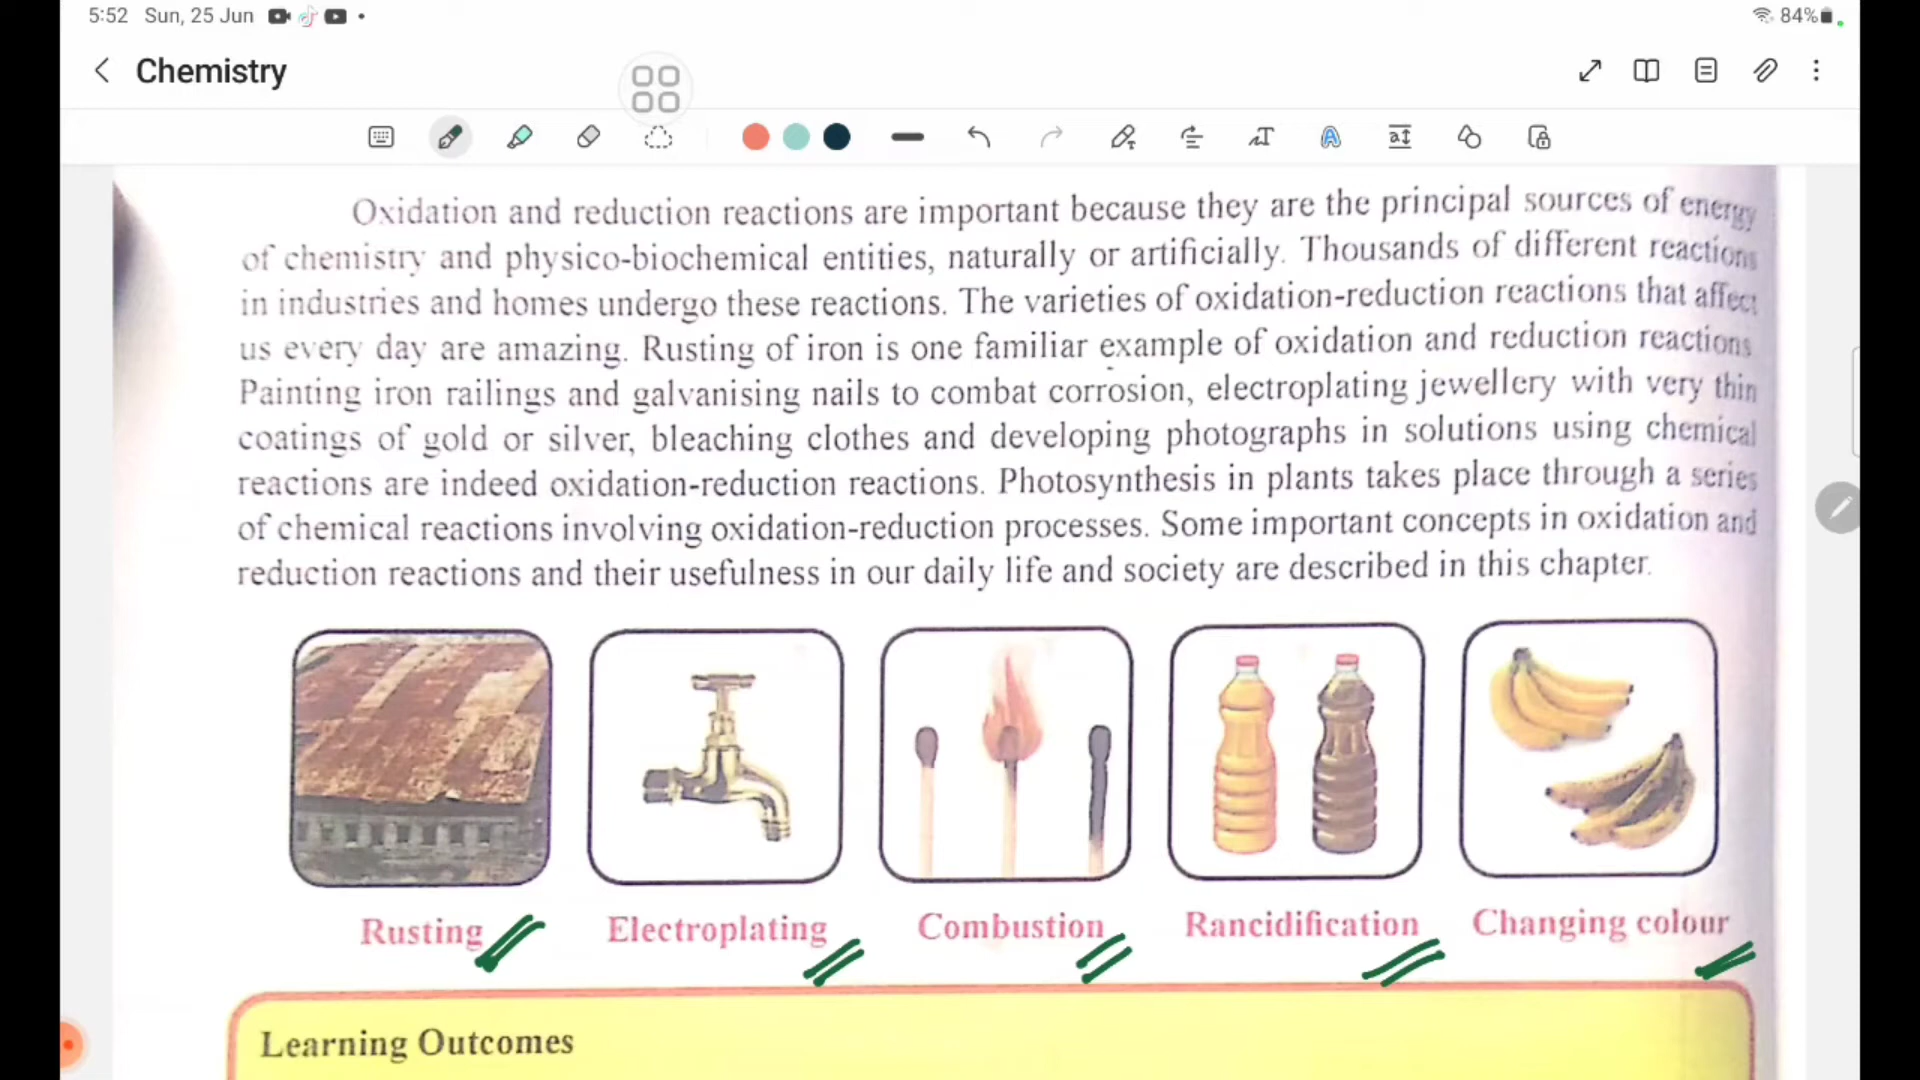 5:52 Sun, 25 Jun
84%
Chemistry
Oxidation and reduction reactions are important because they are the principal sources of energy
of chemistry and physico-biochemical entities, naturally or artificially. Thousands of different reactions
in industries and homes undergo these reactions. The varieties of oxidation-reduction reactions that affect
us every day are amazing. Rusting of iron is one familiar example of oxidation and reduction reactions
Painting iron railings and galvanising nails to combat corrosion, electroplating jewellery with very thin
coatings of gold or silver, bleaching clothes and developing photographs in solutions using chemical
reactions are indeed oxidation-reduction reactions. Photosynthesis in plants takes place through a series
of chemical reactions involving oxidation-reduction processes. Some important concepts in oxidation and
reduction reactions and their usefulness in our daily life and society are described in this chapter.
Rusting Electroplating Combustion Rancidification Changing colour
Learning Outcomes